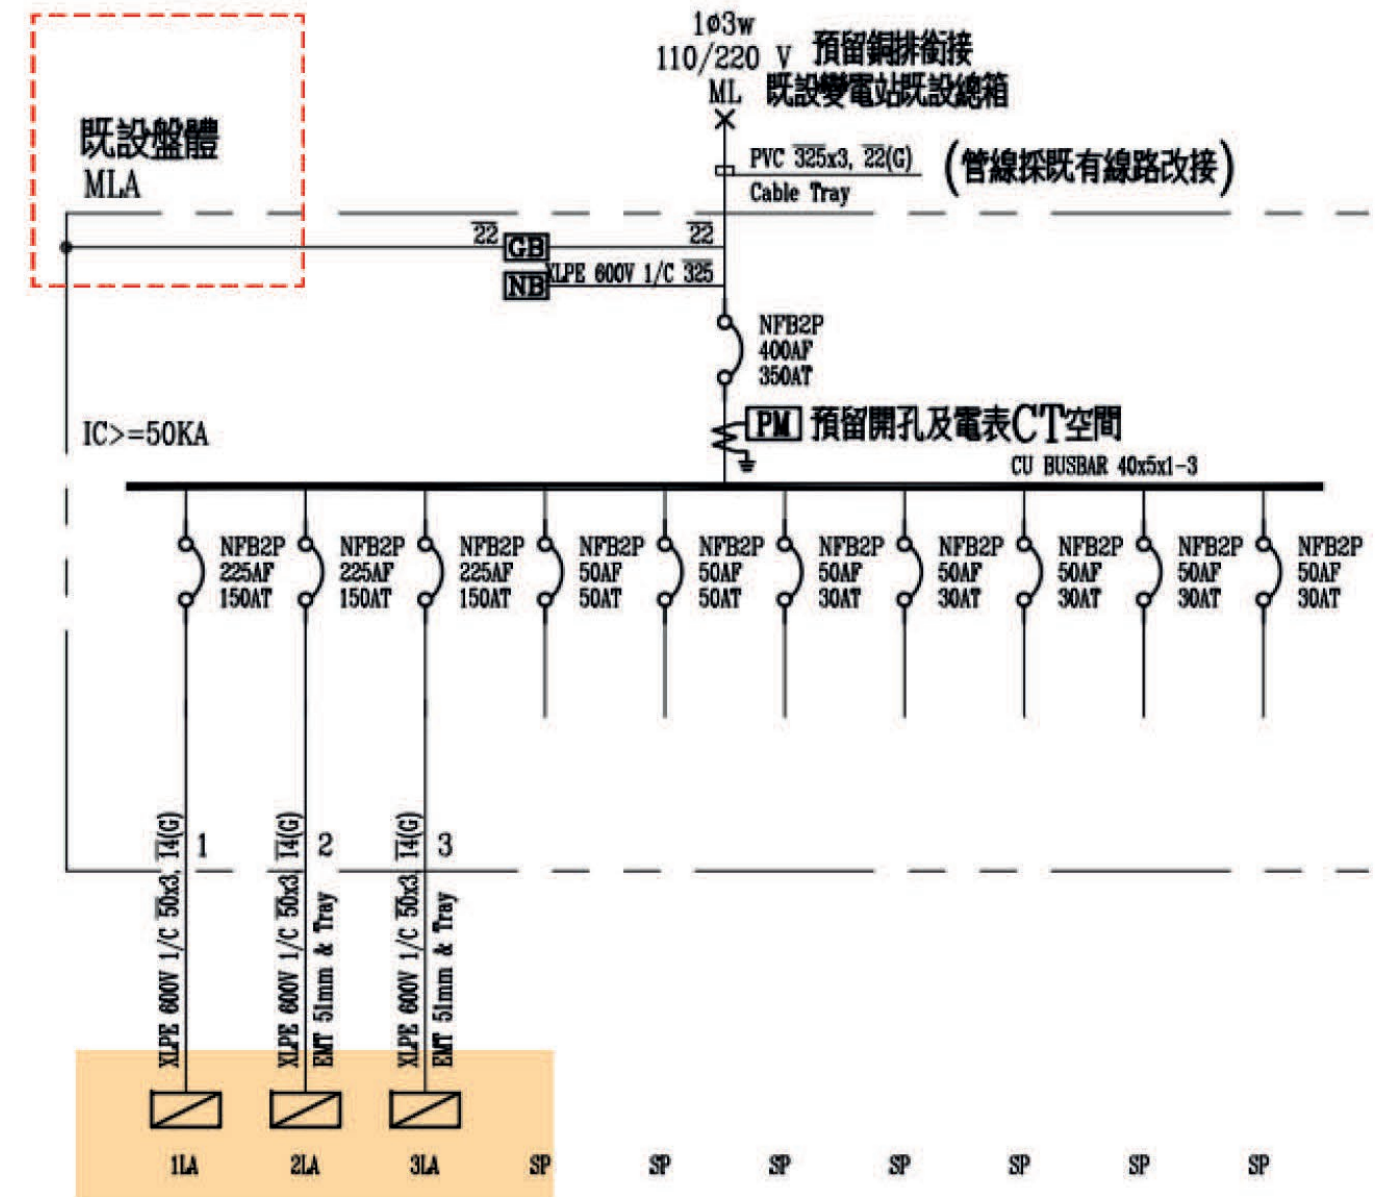 1ø3w
110/220 V 預留銅排銜接
ML 既設變電站既設總箱
PVC 325x3, 22(G) (管線採既有線路改接)
Cable Tray
既設盤體
MLA
22 GB 22
NB XLPE 600V 1/C 325
NFB2P
400AF
350AT
PM 預留開孔及電表CT空間
IC>=50KA
CU BUSBAR 40x5x1-3
NFB2P NFB2P NFB2P NFB2P NFB2P NFB2P NFB2P NFB2P NFB2P NFB2P
225AF 225AF 225AF 50AF 50AF 50AF 50AF 50AF 50AF 50AF
150AT 150AT 150AT 50AT 50AT 30AT 30AT 30AT 30AT 30AT
XLPE 600V 1/C 50x3, 14(G)
1
XLPE 600V 1/C 50x3, 14(G)
2
EMT 51mm & Tray
XLPE 600V 1/C 50x3, 14(G)
3
EMT 51mm & Tray
1LA 2LA 3LA SP SP SP SP SP SP SP